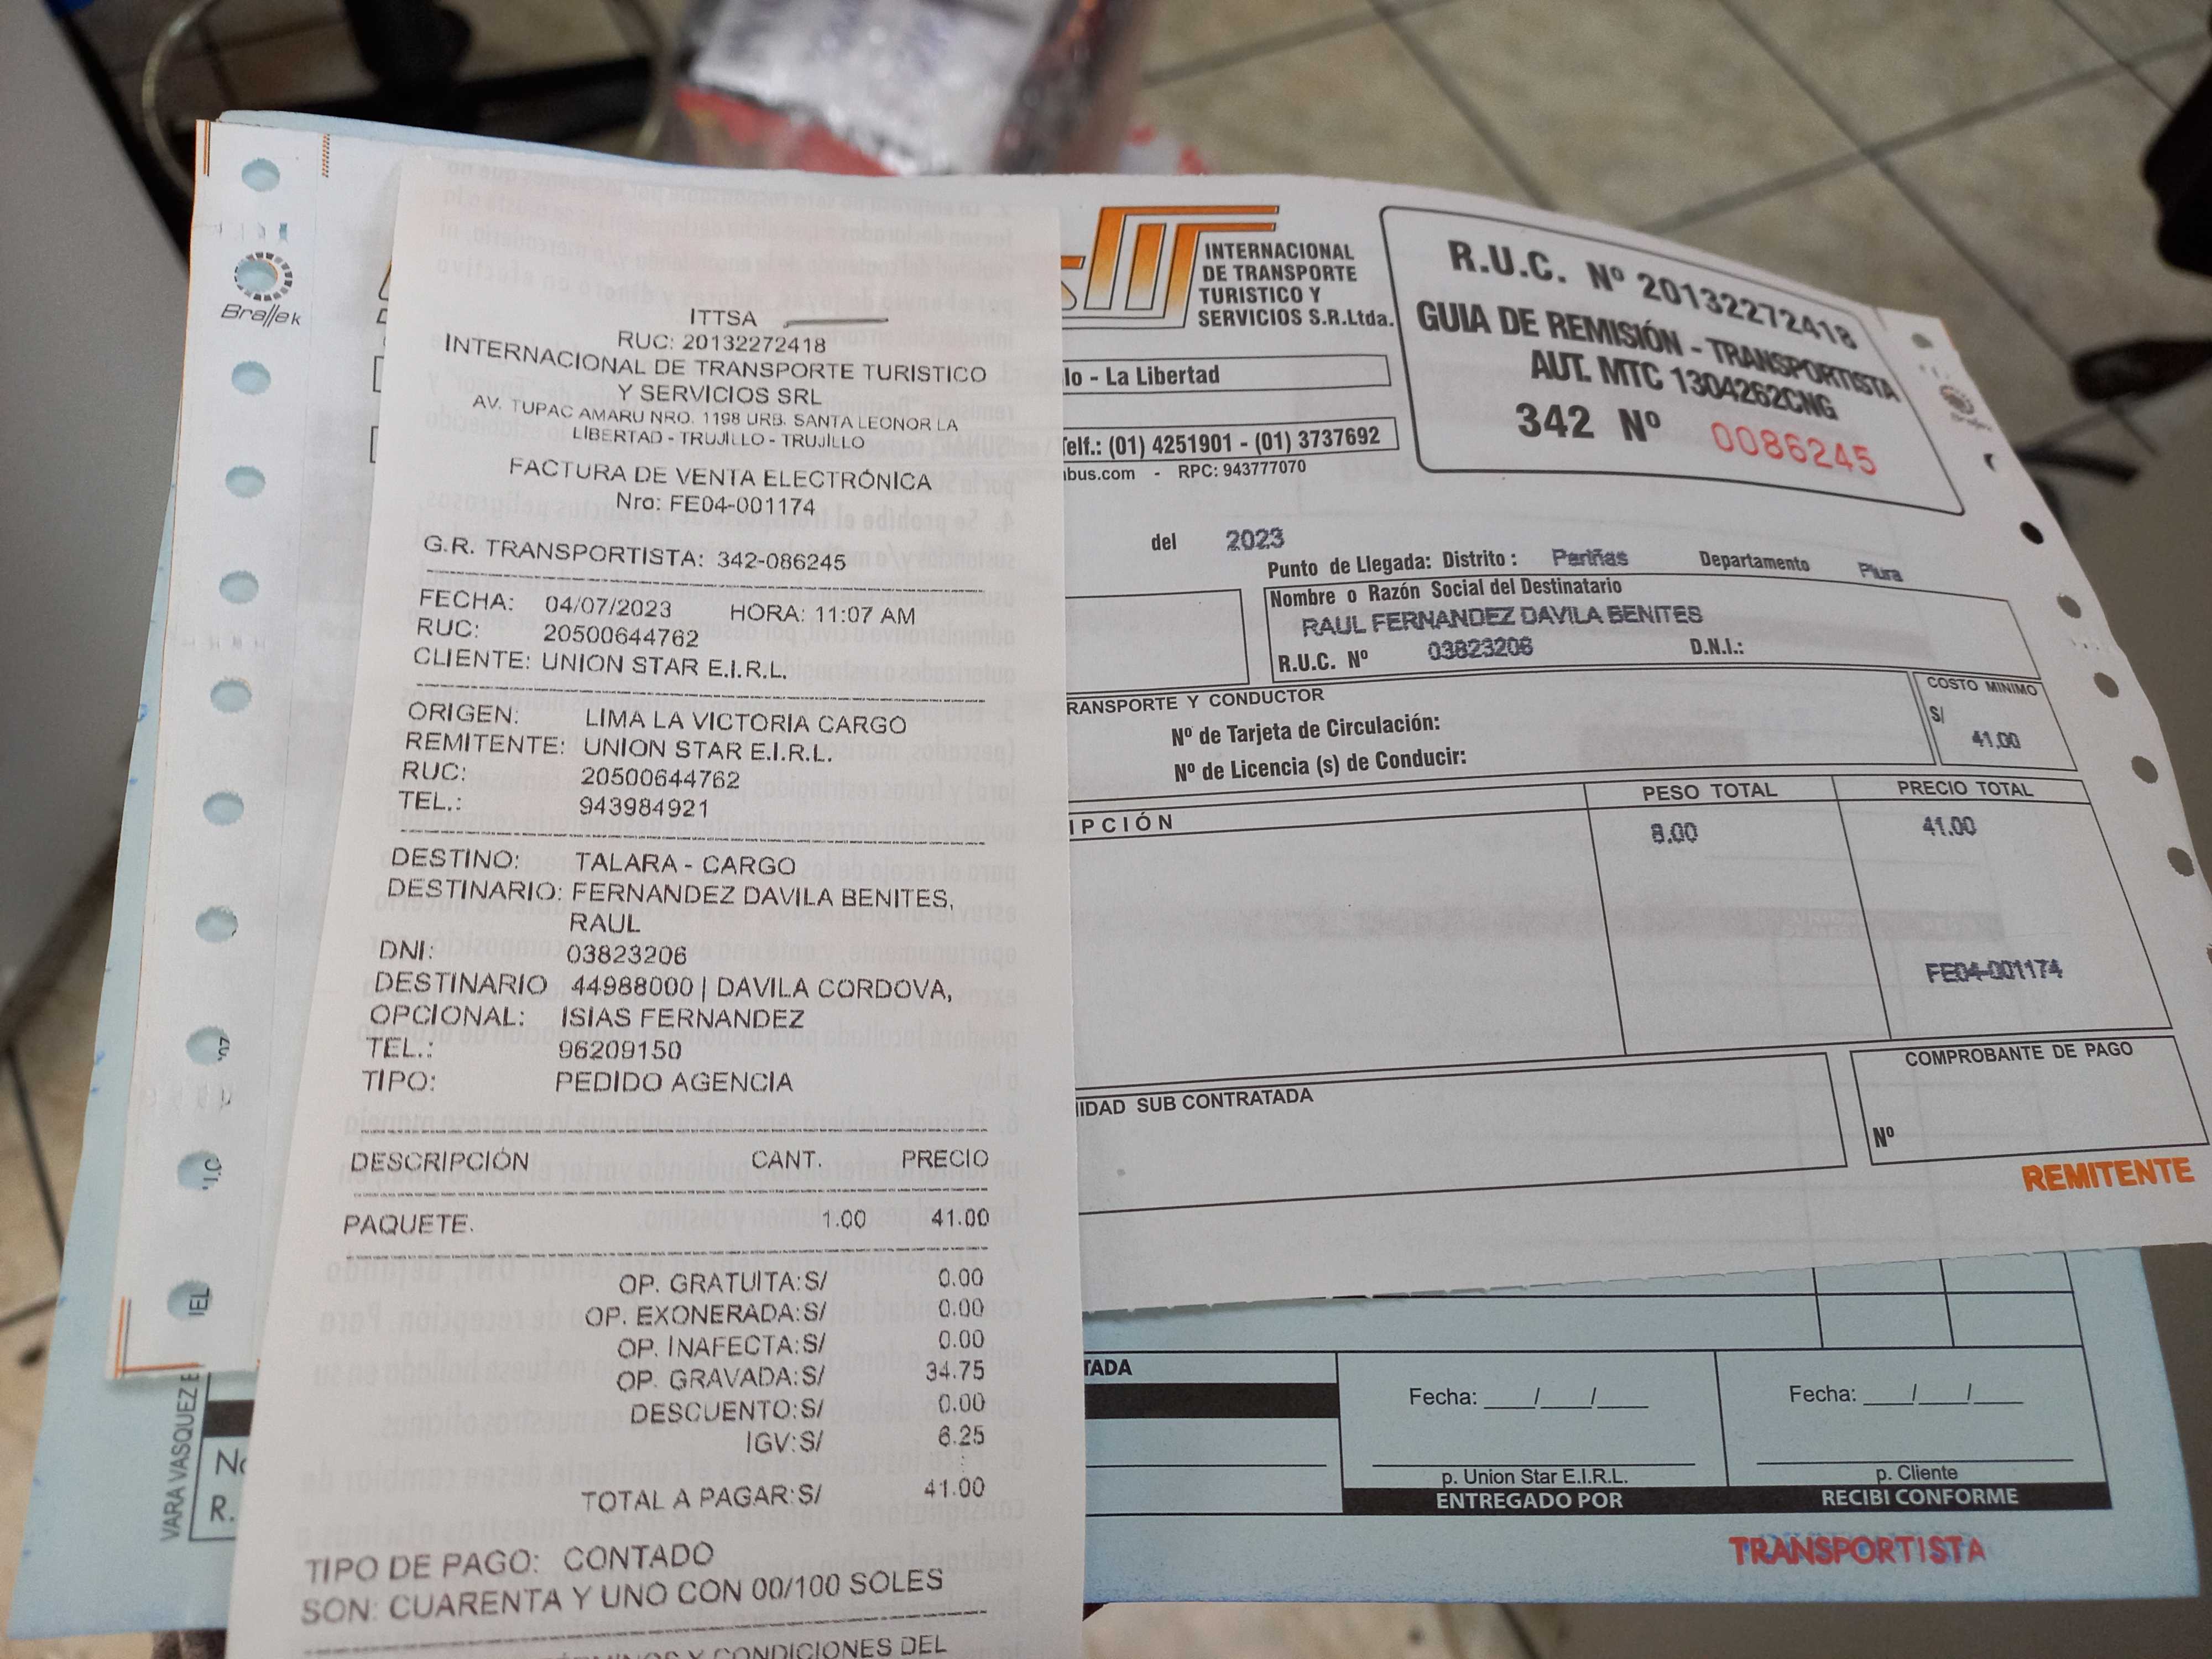 Brallek
ITTSA
RUC: 20132272418
INTERNACIONAL DE TRANSPORTE TURISTICO
Y SERVICIOS SRL
AV. TUPAC AMARU NRO. 1198 URB. SANTA LEONOR LA
LIBERTAD - TRUJILLO - TRUJILLO
FACTURA DE VENTA ELECTRÓNICA
Nro: FE04-001174
G.R. TRANSPORTISTA: 342-086245
FECHA: 04/07/2023 HORA: 11:07 AM
RUC: 20500644762
CLIENTE: UNION STAR E.I.R.L.
ORIGEN: LIMA LA VICTORIA CARGO
REMITENTE: UNION STAR E.I.R.L.
RUC: 20500644762
TEL.: 943984921
DESTINO: TALARA - CARGO
DESTINARIO: FERNANDEZ DAVILA BENITES,
RAUL
DNI: 03823206
DESTINARIO 44988000 | DAVILA CORDOVA,
OPCIONAL: ISIAS FERNANDEZ
TEL.: 96209150
TIPO: PEDIDO AGENCIA
DESCRIPCIÓN CANT. PRECIO
PAQUETE. 1.00 41.00
OP. GRATUITA:S/ 0.00
OP. EXONERADA:S/ 0.00
OP. INAFECTA:S/ 0.00
OP. GRAVADA:S/ 34.75
DESCUENTO:S/ 0.00
IGV:S/ 6.25
TOTAL A PAGAR:S/ 41.00
TIPO DE PAGO: CONTADO
SON: CUARENTA Y UNO CON 00/100 SOLES
Y CONDICIONES DEL
INTERNACIONAL
DE TRANSPORTE
TURISTICO Y
SERVICIOS S.R.Ltda.
lo - La Libertad
Telf.: (01) 4251901 - (01) 3737692
bus.com - RPC: 943777070
R.U.C. Nº 20132272418
GUIA DE REMISIÓN - TRANSPORTISTA
AUT. MTC 1304262CNG
342 Nº 0086245
del 2023
Punto de Llegada: Distrito : Pariñas Departamento Piura
Nombre o Razón Social del Destinatario
RAUL FERNANDEZ DAVILA BENITES
R.U.C. Nº 03823206 D.N.I.:
RANSPORTE Y CONDUCTOR
Nº de Tarjeta de Circulación:
Nº de Licencia (s) de Conducir:
COSTO MINIMO
S/
41.00
IPCIÓN PESO TOTAL PRECIO TOTAL
8.00 41.00
FE04-001174
IDAD SUB CONTRATADA
COMPROBANTE DE PAGO
Nº
REMITENTE
VARA VASQUEZ E
R.
TADA
Fecha: ___/___/___ Fecha: ___/___/___
p. Union Star E.I.R.L. p. Cliente
ENTREGADO POR RECIBI CONFORME
TRANSPORTISTA